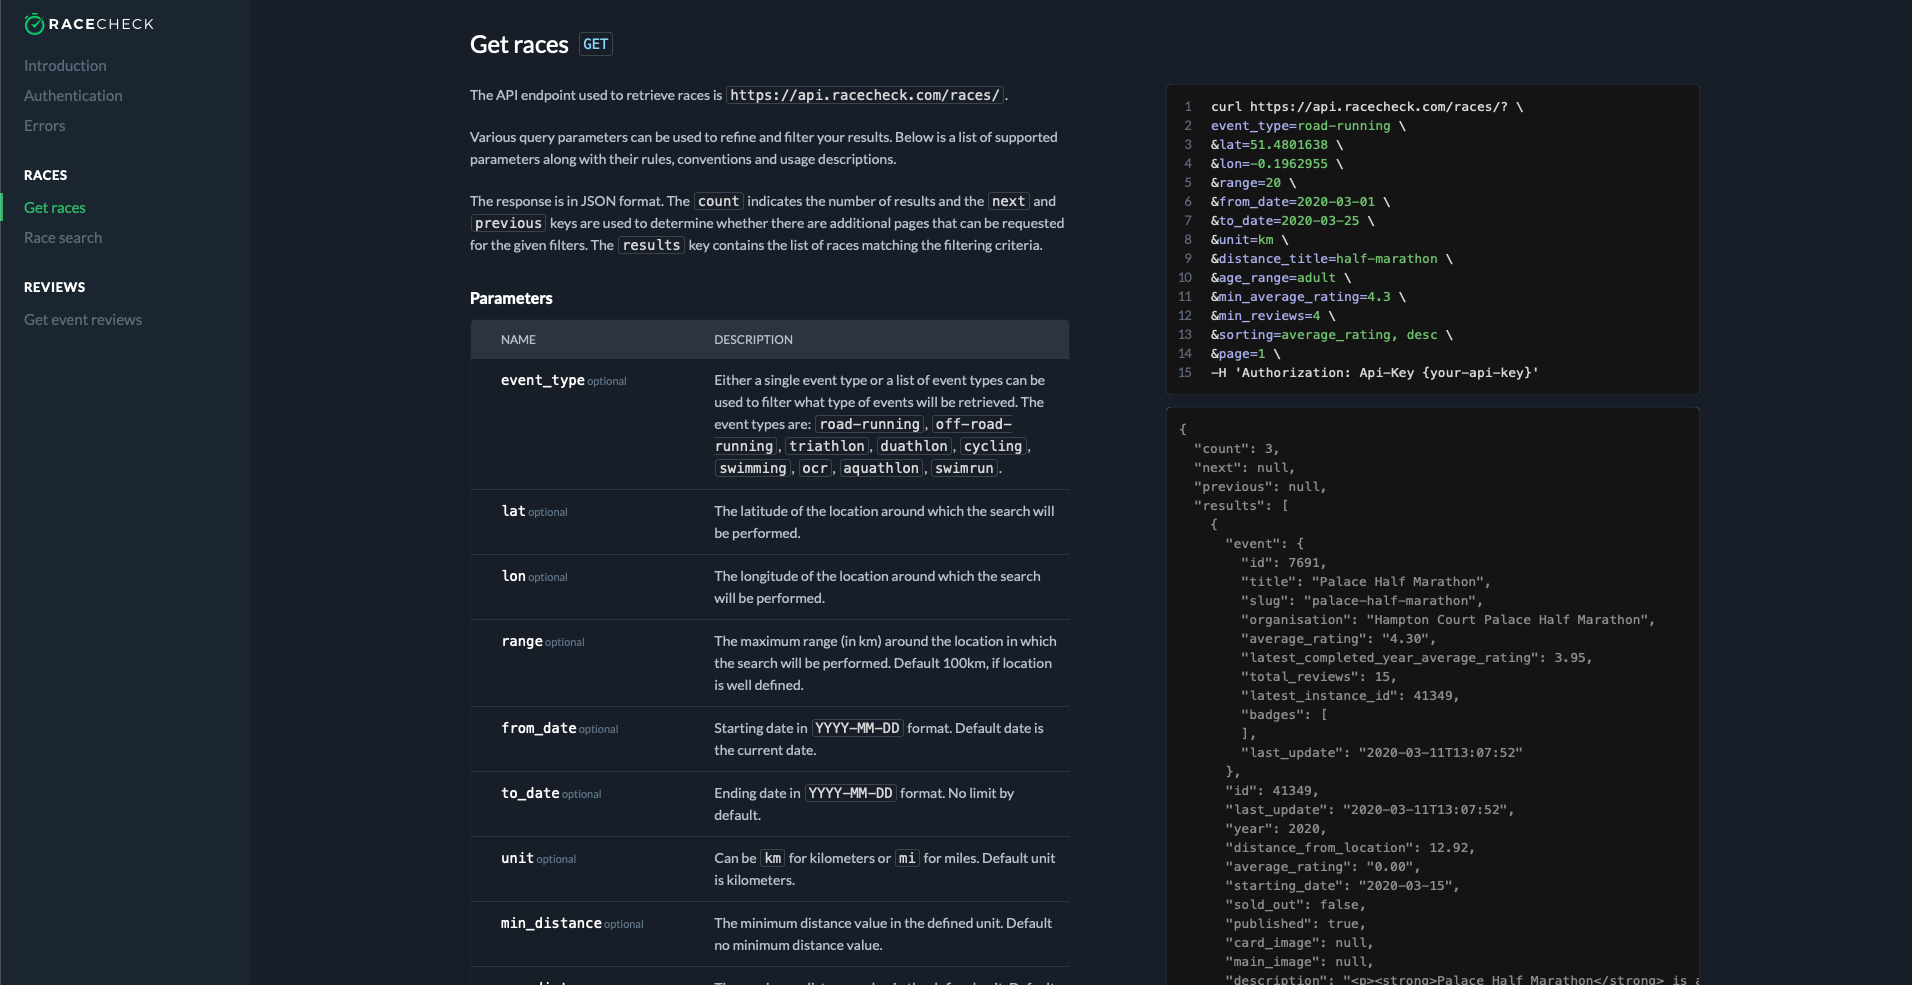 RACECHECK
Introduction
Authentication
Errors
RACES
Get races
Race search
REVIEWS
Get event reviews
Get races GET
The API endpoint used to retrieve races is https://api.racecheck.com/races/.
Various query parameters can be used to refine and filter your results. Below is a list of supported
parameters along with their rules, conventions and usage descriptions.
The response is in JSON format. The count indicates the number of results and the next and
previous keys are used to determine whether there are additional pages that can be requested
for the given filters. The results key contains the list of races matching the filtering criteria.
Parameters
NAME DESCRIPTION
event_type optional Either a single event type or a list of event types can be
used to filter what type of events will be retrieved. The
event types are: road-running, off-road-
running, triathlon, duathlon, cycling,
swimming, ocr, aquathlon, swimrun.
lat optional The latitude of the location around which the search will
be performed.
lon optional The longitude of the location around which the search
will be performed.
range optional The maximum range (in km) around the location in which
the search will be performed. Default 100km, if location
is well defined.
from_date optional Starting date in YYYY-MM-DD format. Default date is
the current date.
to_date optional Ending date in YYYY-MM-DD format. No limit by
default.
unit optional Can be km for kilometers or mi for miles. Default unit
is kilometers.
min_distance optional The minimum distance value in the defined unit. Default
no minimum distance value.
1 curl https://api.racecheck.com/races/? \
2 event_type=road-running \
3 &lat=51.4801638 \
4 &lon=-0.1962955 \
5 &range=20 \
6 &from_date=2020-03-01 \
7 &to_date=2020-03-25 \
8 &unit=km \
9 &distance_title=half-marathon \
10 &age_range=adult \
11 &min_average_rating=4.3 \
12 &min_reviews=4 \
13 &sorting=average_rating, desc \
14 &page=1 \
15 -H 'Authorization: Api-Key {your-api-key}'
{
"count": 3,
"next": null,
"previous": null,
"results": [
{
"event": {
"id": 7691,
"title": "Palace Half Marathon",
"slug": "palace-half-marathon",
"organisation": "Hampton Court Palace Half Marathon",
"average_rating": "4.30",
"latest_completed_year_average_rating": 3.95,
"total_reviews": 15,
"latest_instance_id": 41349,
"badges": [
],
"last_update": "2020-03-11T13:07:52"
},
"id": 41349,
"last_update": "2020-03-11T13:07:52",
"year": 2020,
"distance_from_location": 12.92,
"average_rating": "0.00",
"starting_date": "2020-03-15",
"sold_out": false,
"published": true,
"card_image": null,
"main_image": null,
"description": "<p><strong>Palace Half Marathon</strong> is